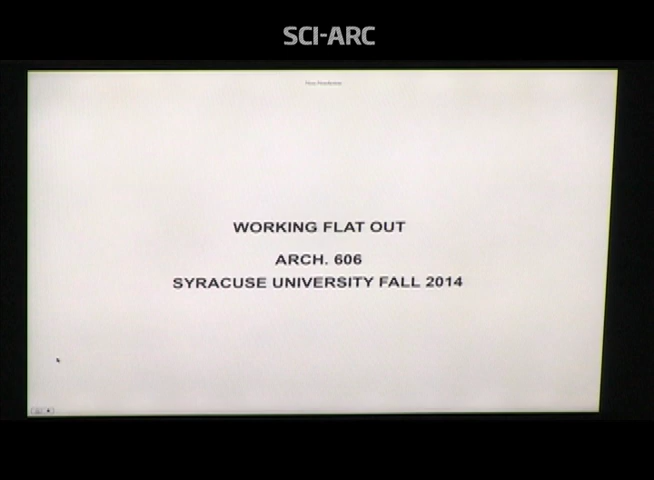 SCI-ARC
WORKING FLAT OUT
ARCH. 606
SYRACUSE UNIVERSITY FALL 2014